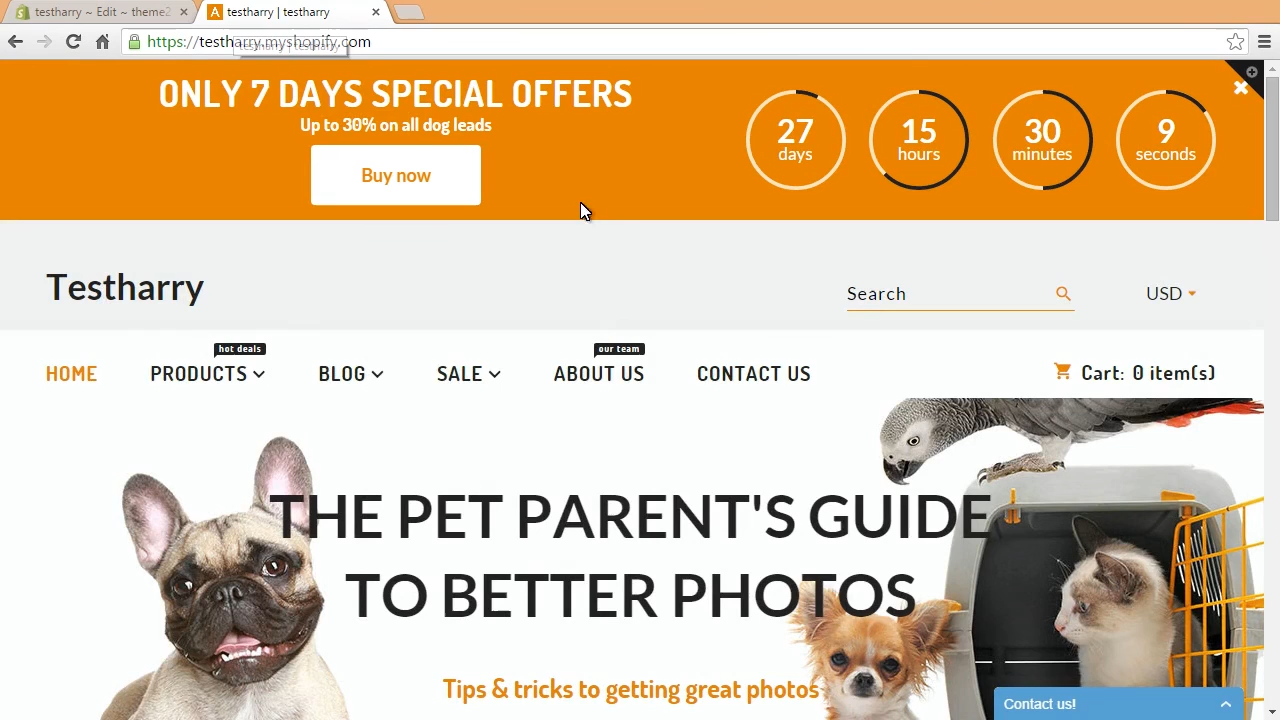 testharry ~ Edit ~ theme2
testharry | testharry
https://testharry.myshopify.com
ONLY 7 DAYS SPECIAL OFFERS
Up to 30% on all dog leads
Buy now
27 days
15 hours
30 minutes
9 seconds
Testharry
Search
USD
hot deals
our team
HOME
PRODUCTS
BLOG
SALE
ABOUT US
CONTACT US
Cart: 0 item(s)
THE PET PARENT'S GUIDE
TO BETTER PHOTOS
Tips & tricks to getting great photos
Contact us!